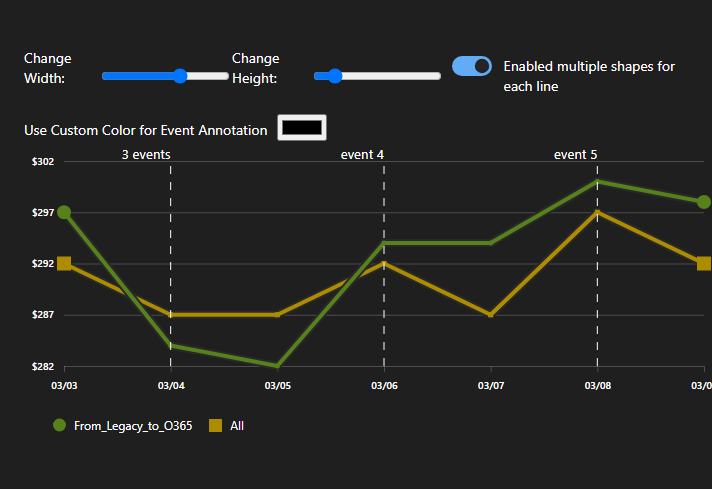 Change Width:
Change Height:
Enabled multiple shapes for
each line
Use Custom Color for Event Annotation
3 events
event 4
event 5
$302
$297
$292
$287
$282
03/03
03/04
03/05
03/06
03/07
03/08
From_Legacy_to_O365
All